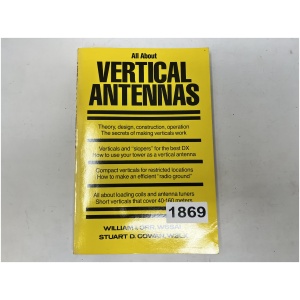 All About
VERTICAL
ANTENNAS
Theory, design, construction, operation
The secrets of making verticals work
Verticals and "slopers" for the best DX
How to use your tower as a vertical antenna
Compact verticals for restricted locations
How to make an efficient "radio ground"
All about loading coils and antenna tuners
Short verticals that cover 40-160 meters
1869
WILLIAM I. ORR,
STUART D. COWAN,